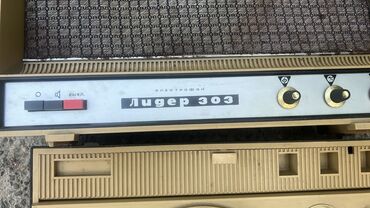 электрофон
Лидер 303
выкл.